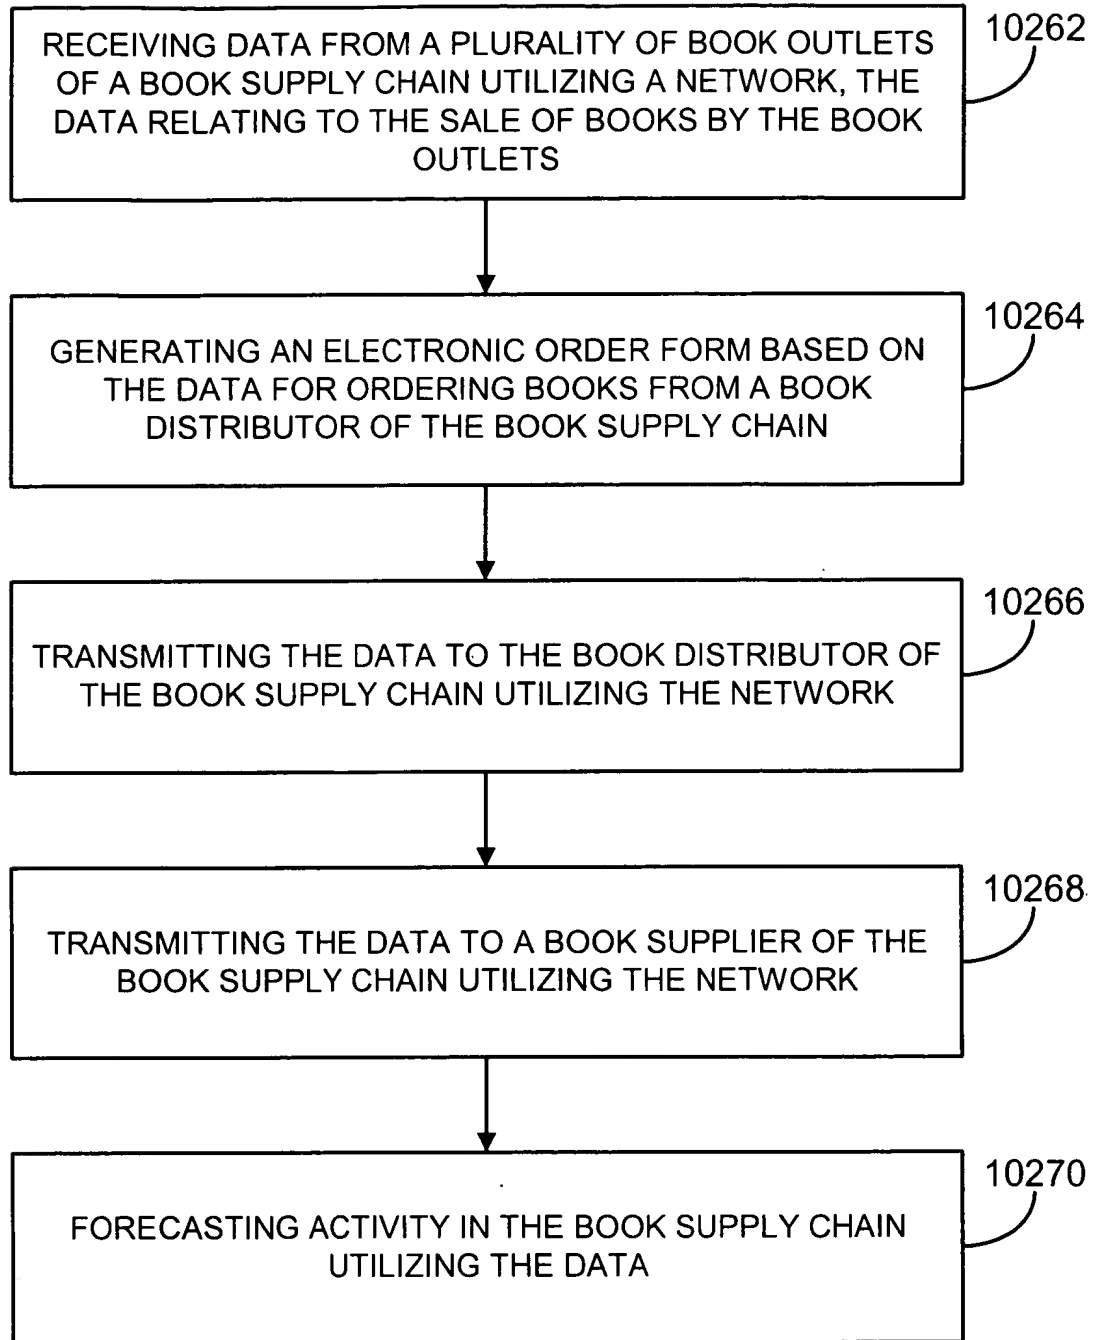 RECEIVING DATA FROM A PLURALITY OF BOOK OUTLETS
OF A BOOK SUPPLY CHAIN UTILIZING A NETWORK, THE
DATA RELATING TO THE SALE OF BOOKS BY THE BOOK
OUTLETS
10262
GENERATING AN ELECTRONIC ORDER FORM BASED ON
THE DATA FOR ORDERING BOOKS FROM A BOOK
DISTRIBUTOR OF THE BOOK SUPPLY CHAIN
10264
TRANSMITTING THE DATA TO THE BOOK DISTRIBUTOR OF
THE BOOK SUPPLY CHAIN UTILIZING THE NETWORK
10266
TRANSMITTING THE DATA TO A BOOK SUPPLIER OF THE
BOOK SUPPLY CHAIN UTILIZING THE NETWORK
10268
FORECASTING ACTIVITY IN THE BOOK SUPPLY CHAIN
UTILIZING THE DATA
10270